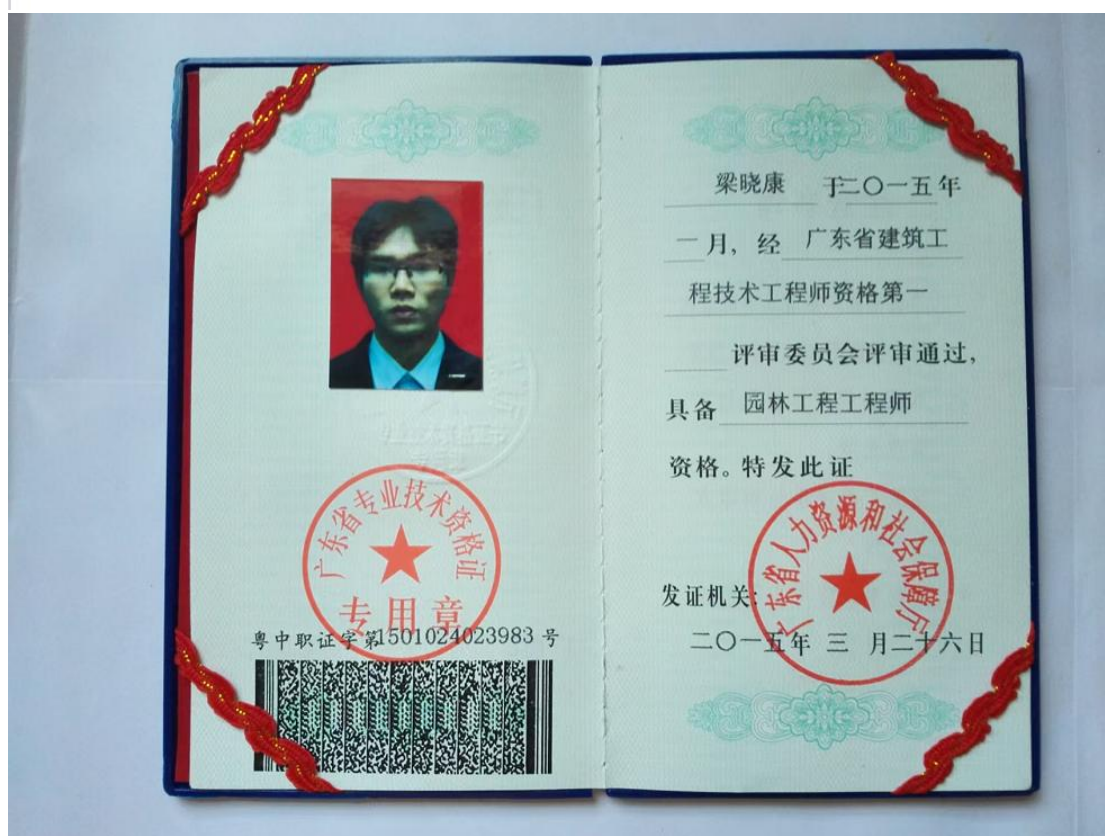 广东省专业技术资格证
专用章
粤中职证字第1501024023983 号
梁晓康 于二〇一五年
一月，经 广东省建筑工
程技术工程师资格第一
评审委员会评审通过，
具备 园林工程工程师
资格。特发此证
广东省人力资源和社会保障厅
发证机关:
二〇一五年 三 月二十六日